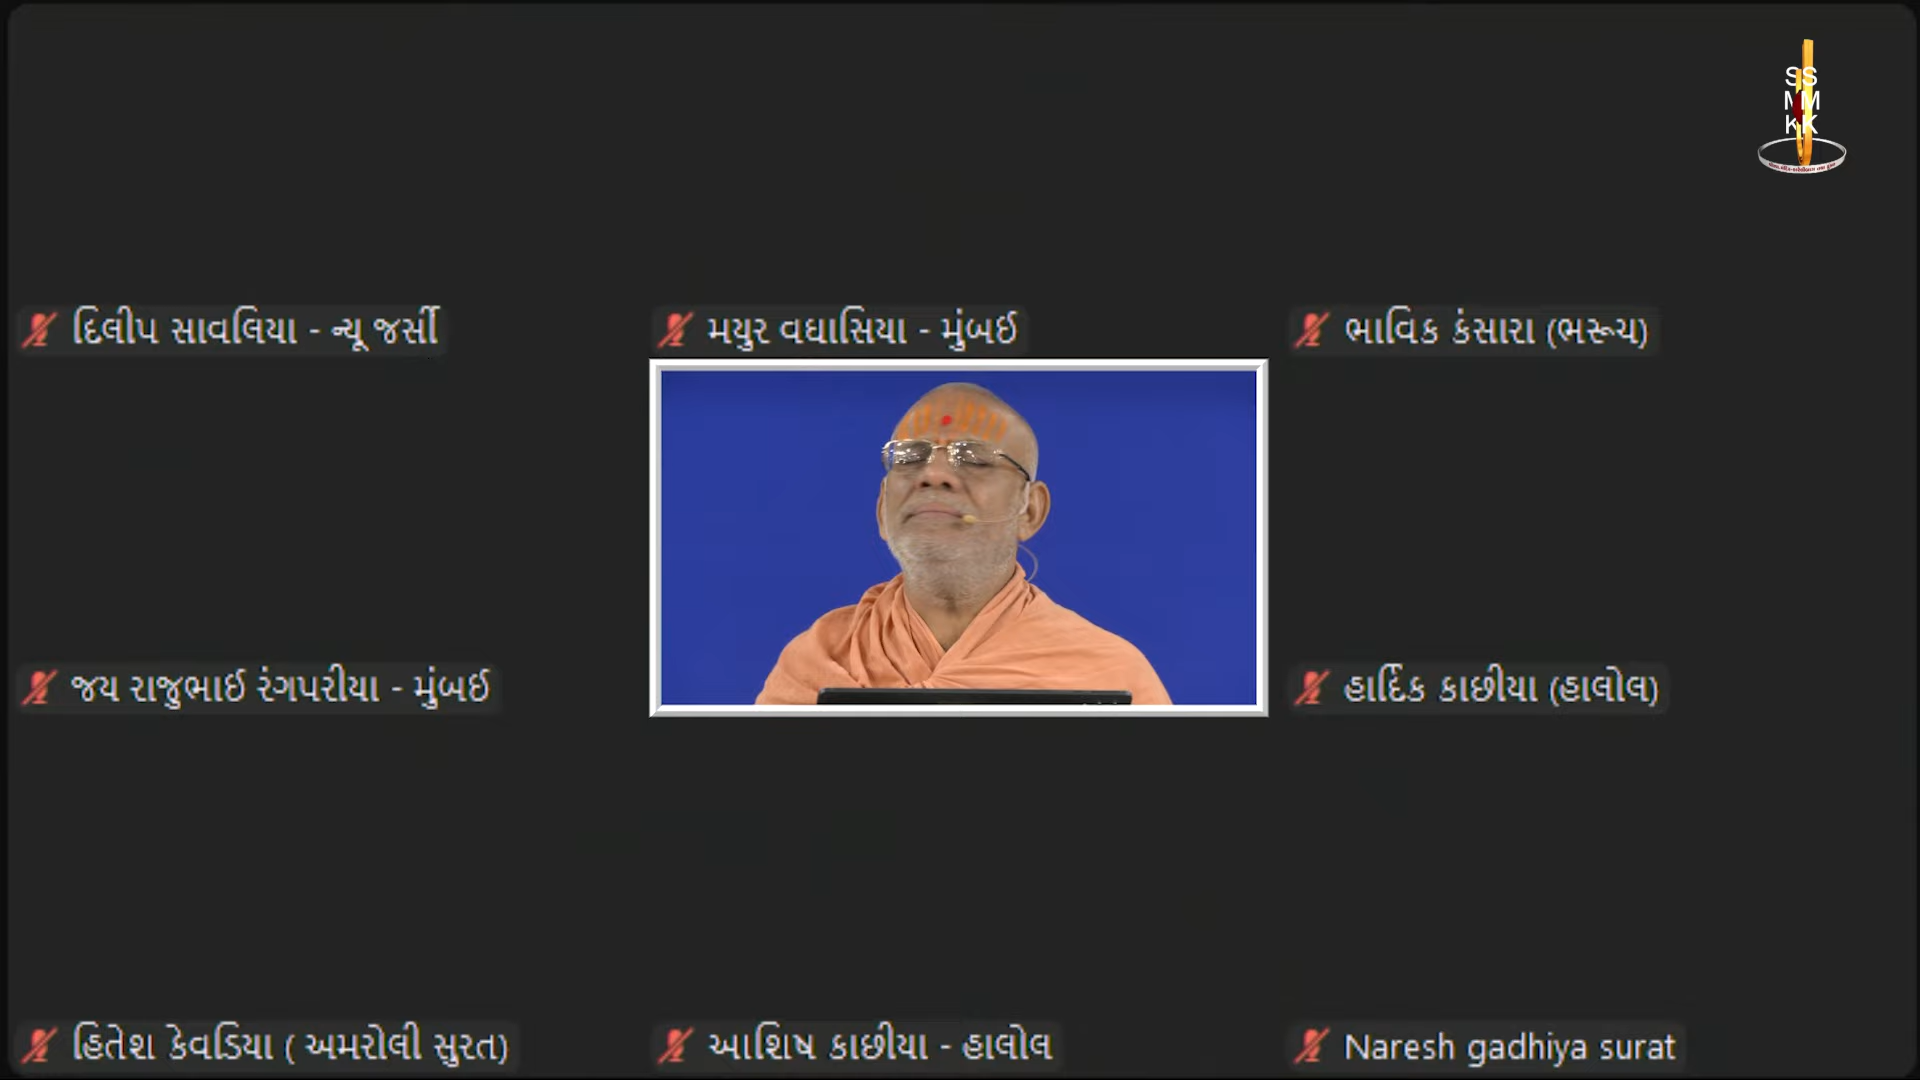 SS
MM
KK
દિલીપ સાવલિયા - ન્યૂ જર્સી
મયુર વઘાસિયા - મુંબઈ
ભાવિક કંસારા (ભરૂચ)
જય રાજુભાઈ રંગપરીયા - મુંબઈ
હાર્દિક કાછીયા (હાલોલ)
હિતેશ કેવડિયા ( અમરોલી સુરત)
આશિષ કાછીયા - હાલોલ
Naresh gadhiya surat